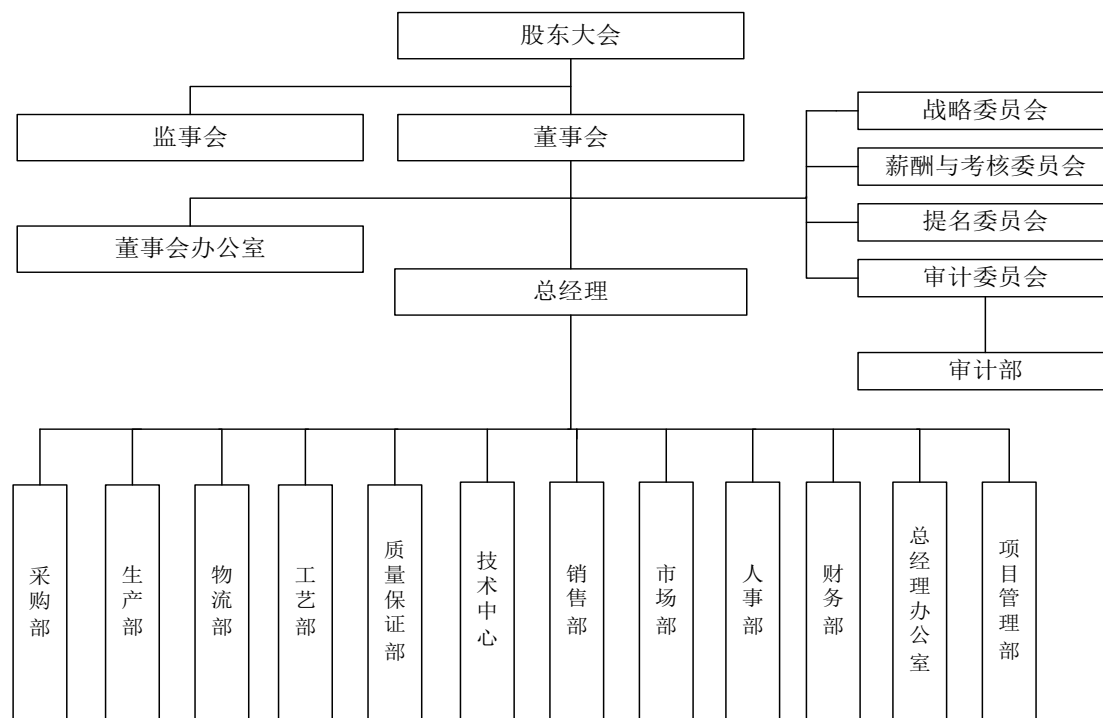 股东大会
监事会
董事会
战略委员会
薪酬与考核委员会
提名委员会
董事会办公室
审计委员会
总经理
审计部
采购部
生产部
物流部
工艺部
质量保证部
技术中心
销售部
市场部
人事部
财务部
总经理办公室
项目管理部